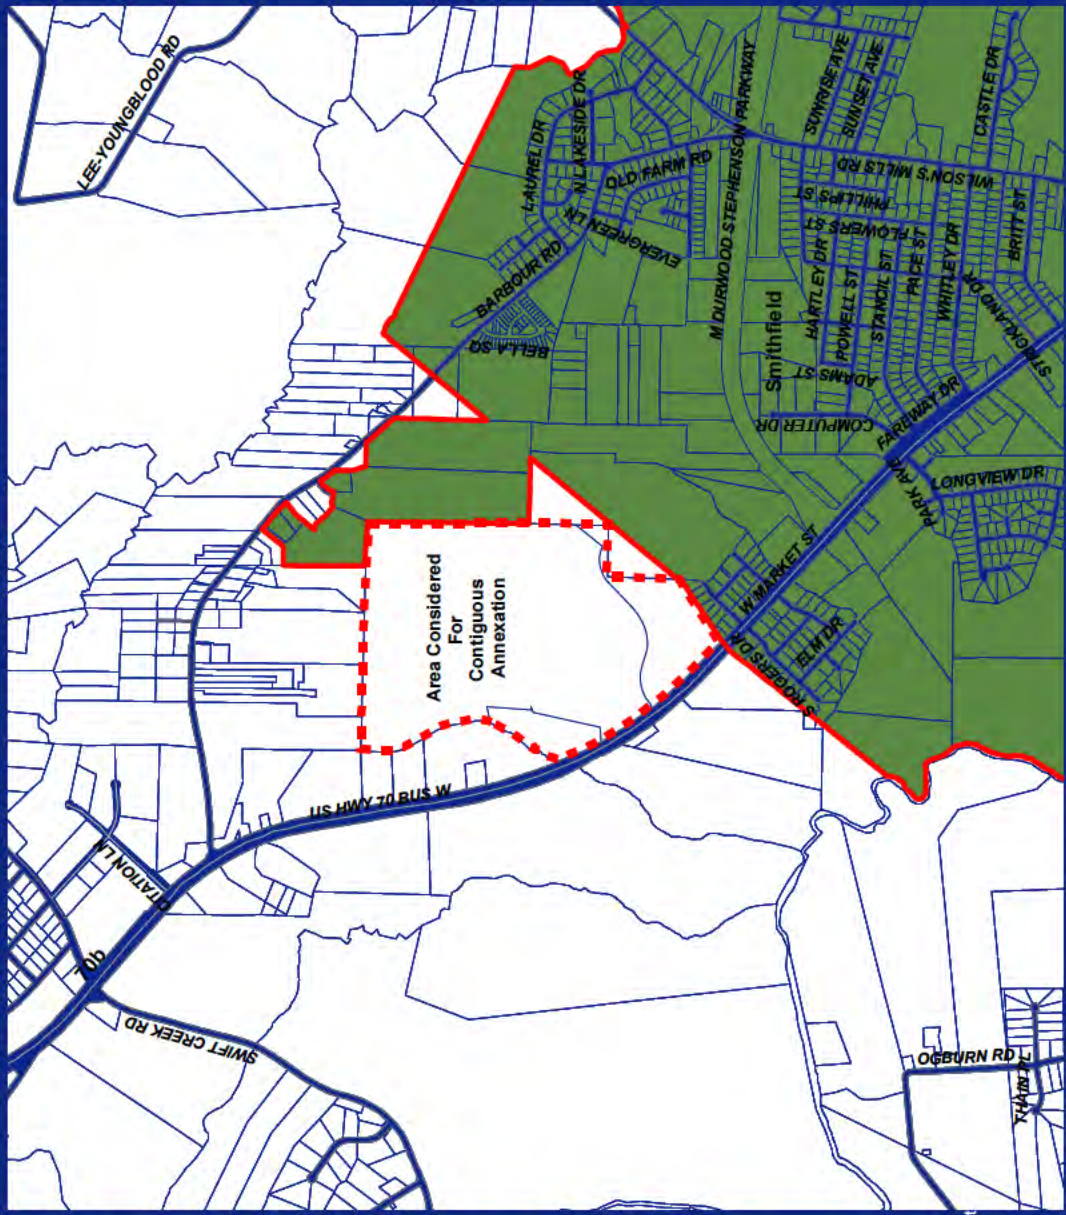 LEE-YOUNGBLOOD RD
LAUREL DR
N LAKESIDE DR
OLD FARM RD
EVERGREEN LN
BARBOUR RD
BELLA SQ
M DURWOOD STEPHENSON PARKWAY
SUNRISE AVE
SUNSET AVE
CASTLE DR
WILSON'S MILLS RD
PHILLIPS ST
FLOWERS ST
HARTLEY DR
POWELL ST
STANCIL ST
PACE ST
WHITLEY DR
BRITT ST
STRICKLAND DR
Smithfield
ADAMS ST
COMPUTER DR
FAREWAY DR
PARK AVE
LONGVIEW DR
W MARKET ST
S ROGERS DR
ELM DR
Area Considered
For
Contiguous
Annexation
US HWY 70 BUS W
CITATION LN
70b
SWIFT CREEK RD
OGBURN RD
THAIN PL